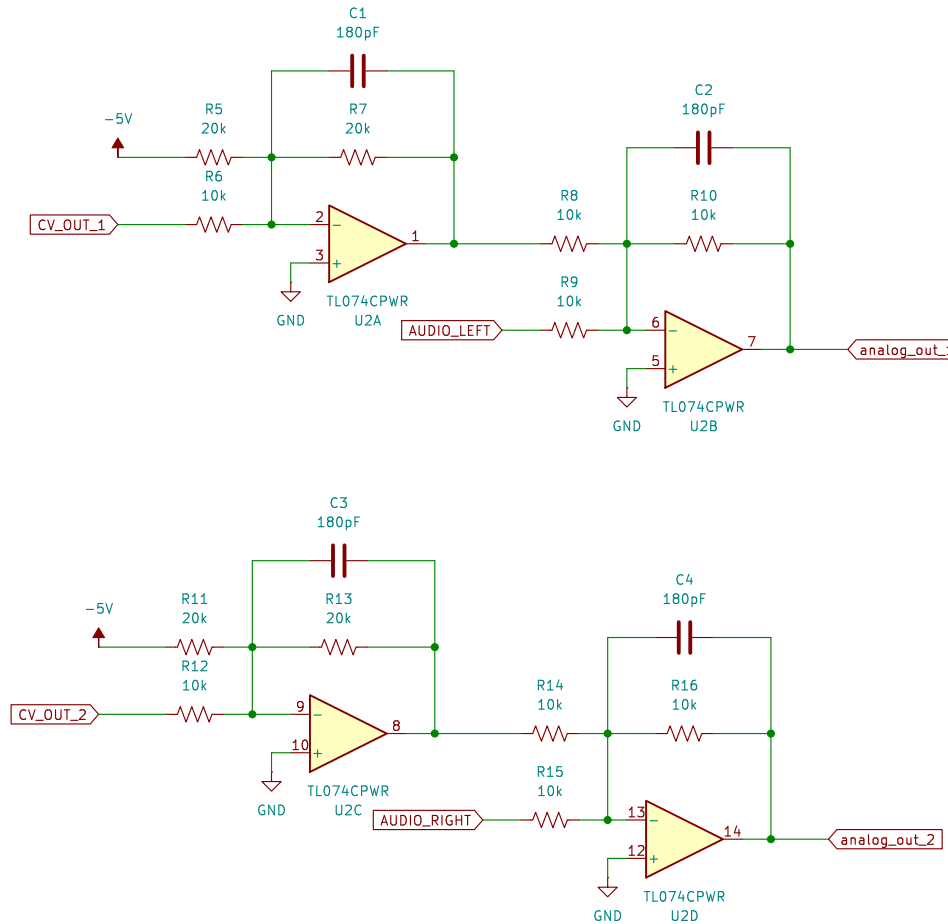 C1
180pF
C2
180pF
-5V
R5
20k
R7
20k
R6
10k
CV_OUT_1
2
1
3
TL074CPWR
U2A
GND
R8
10k
R10
10k
R9
10k
AUDIO_LEFT
6
7
5
analog_out_1
TL074CPWR
U2B
GND
C3
180pF
C4
180pF
-5V
R11
20k
R13
20k
R12
10k
CV_OUT_2
9
8
10
TL074CPWR
U2C
GND
R14
10k
R16
10k
R15
10k
AUDIO_RIGHT
13
14
12
analog_out_2
TL074CPWR
U2D
GND